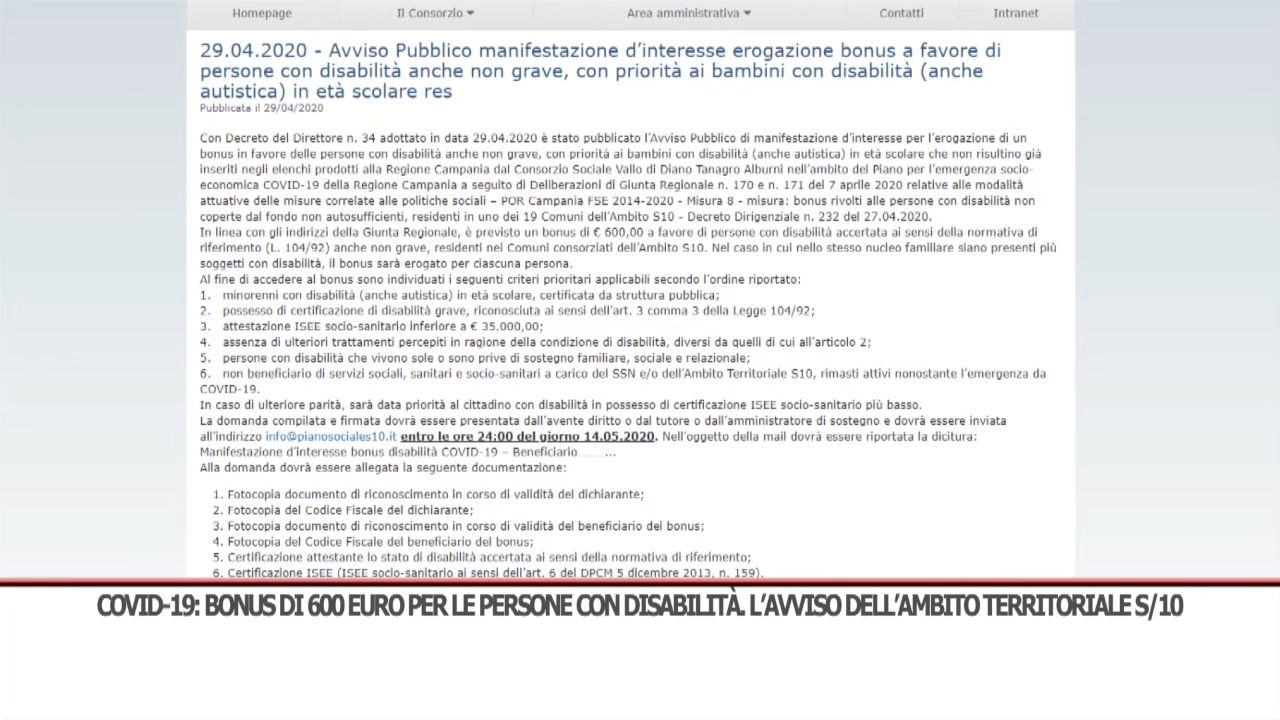 Homepage Il Consorzio Area amministrativa Contatti Intranet
29.04.2020 - Avviso Pubblico manifestazione d'interesse erogazione bonus a favore di
persone con disabilità anche non grave, con priorità ai bambini con disabilità (anche
autistica) in età scolare res
Pubblicata il 29/04/2020
Con Decreto del Direttore n. 34 adottato in data 29.04.2020 è stato pubblicato l'Avviso Pubblico di manifestazione d'interesse per l'erogazione di un
bonus in favore delle persone con disabilità anche non grave, con priorità ai bambini con disabilità (anche autistica) in età scolare che non risultino già
inseriti negli elenchi prodotti alla Regione Campania dal Consorzio Sociale Vallo di Diano Tanagro Alburni nell'ambito del Piano per l'emergenza socio-
economica COVID-19 della Regione Campania a seguito di Deliberazioni di Giunta Regionale n. 170 e n. 171 del 7 aprile 2020 relative alle modalità
attuative delle misure correlate alle politiche sociali – POR Campania FSE 2014-2020 - Misura 8 - misura: bonus rivolti alle persone con disabilità non
coperte dal fondo non autosufficienti, residenti in uno dei 19 Comuni dell'Ambito S10 - Decreto Dirigenziale n. 232 del 27.04.2020.
In linea con gli indirizzi della Giunta Regionale, è previsto un bonus di € 600,00 a favore di persone con disabilità accertata ai sensi della normativa di
riferimento (L. 104/92) anche non grave, residenti nei Comuni consorziati dell'Ambito S10. Nel caso in cui nello stesso nucleo familiare siano presenti più
soggetti con disabilità, il bonus sarà erogato per ciascuna persona.
Al fine di accedere al bonus sono individuati i seguenti criteri prioritari applicabili secondo l'ordine riportato:
1. minorenni con disabilità (anche autistica) in età scolare, certificata da struttura pubblica;
2. possesso di certificazione di disabilità grave, riconosciuta ai sensi dell'art. 3 comma 3 della Legge 104/92;
3. attestazione ISEE socio-sanitario inferiore a € 35.000,00;
4. assenza di ulteriori trattamenti percepiti in ragione della condizione di disabilità, diversi da quelli di cui all'articolo 2;
5. persone con disabilità che vivono sole o sono prive di sostegno familiare, sociale e relazionale;
6. non beneficiario di servizi sociali, sanitari e socio-sanitari a carico del SSN e/o dell'Ambito Territoriale S10, rimasti attivi nonostante l'emergenza da
COVID-19.
In caso di ulteriore parità, sarà data priorità al cittadino con disabilità in possesso di certificazione ISEE socio-sanitario più basso.
La domanda compilata e firmata dovrà essere presentata dall'avente diritto o dal tutore o dall'amministratore di sostegno e dovrà essere inviata
all'indirizzo info@pianosociales10.it entro le ore 24:00 del giorno 14.05.2020. Nell'oggetto della mail dovrà essere riportata la dicitura:
Manifestazione d'interesse bonus disabilità COVID-19 – Beneficiario...........
Alla domanda dovrà essere allegata la seguente documentazione:
1. Fotocopia documento di riconoscimento in corso di validità del dichiarante;
2. Fotocopia del Codice Fiscale del dichiarante;
3. Fotocopia documento di riconoscimento in corso di validità del beneficiario del bonus;
4. Fotocopia del Codice Fiscale del beneficiario del bonus;
5. Certificazione attestante lo stato di disabilità accertata ai sensi della normativa di riferimento;
6. Certificazione ISEE (ISEE socio-sanitario ai sensi dell'art. 6 del DPCM 5 dicembre 2013, n. 159).
COVID-19: BONUS DI 600 EURO PER LE PERSONE CON DISABILITÀ. L'AVVISO DELL'AMBITO TERRITORIALE S/10